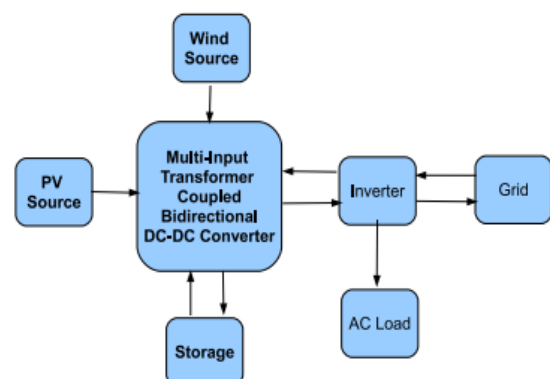 Wind
Source
Multi-Input
Transformer
Coupled
Bidirectional
DC-DC Converter
PV
Source
Inverter
Grid
AC Load
Storage